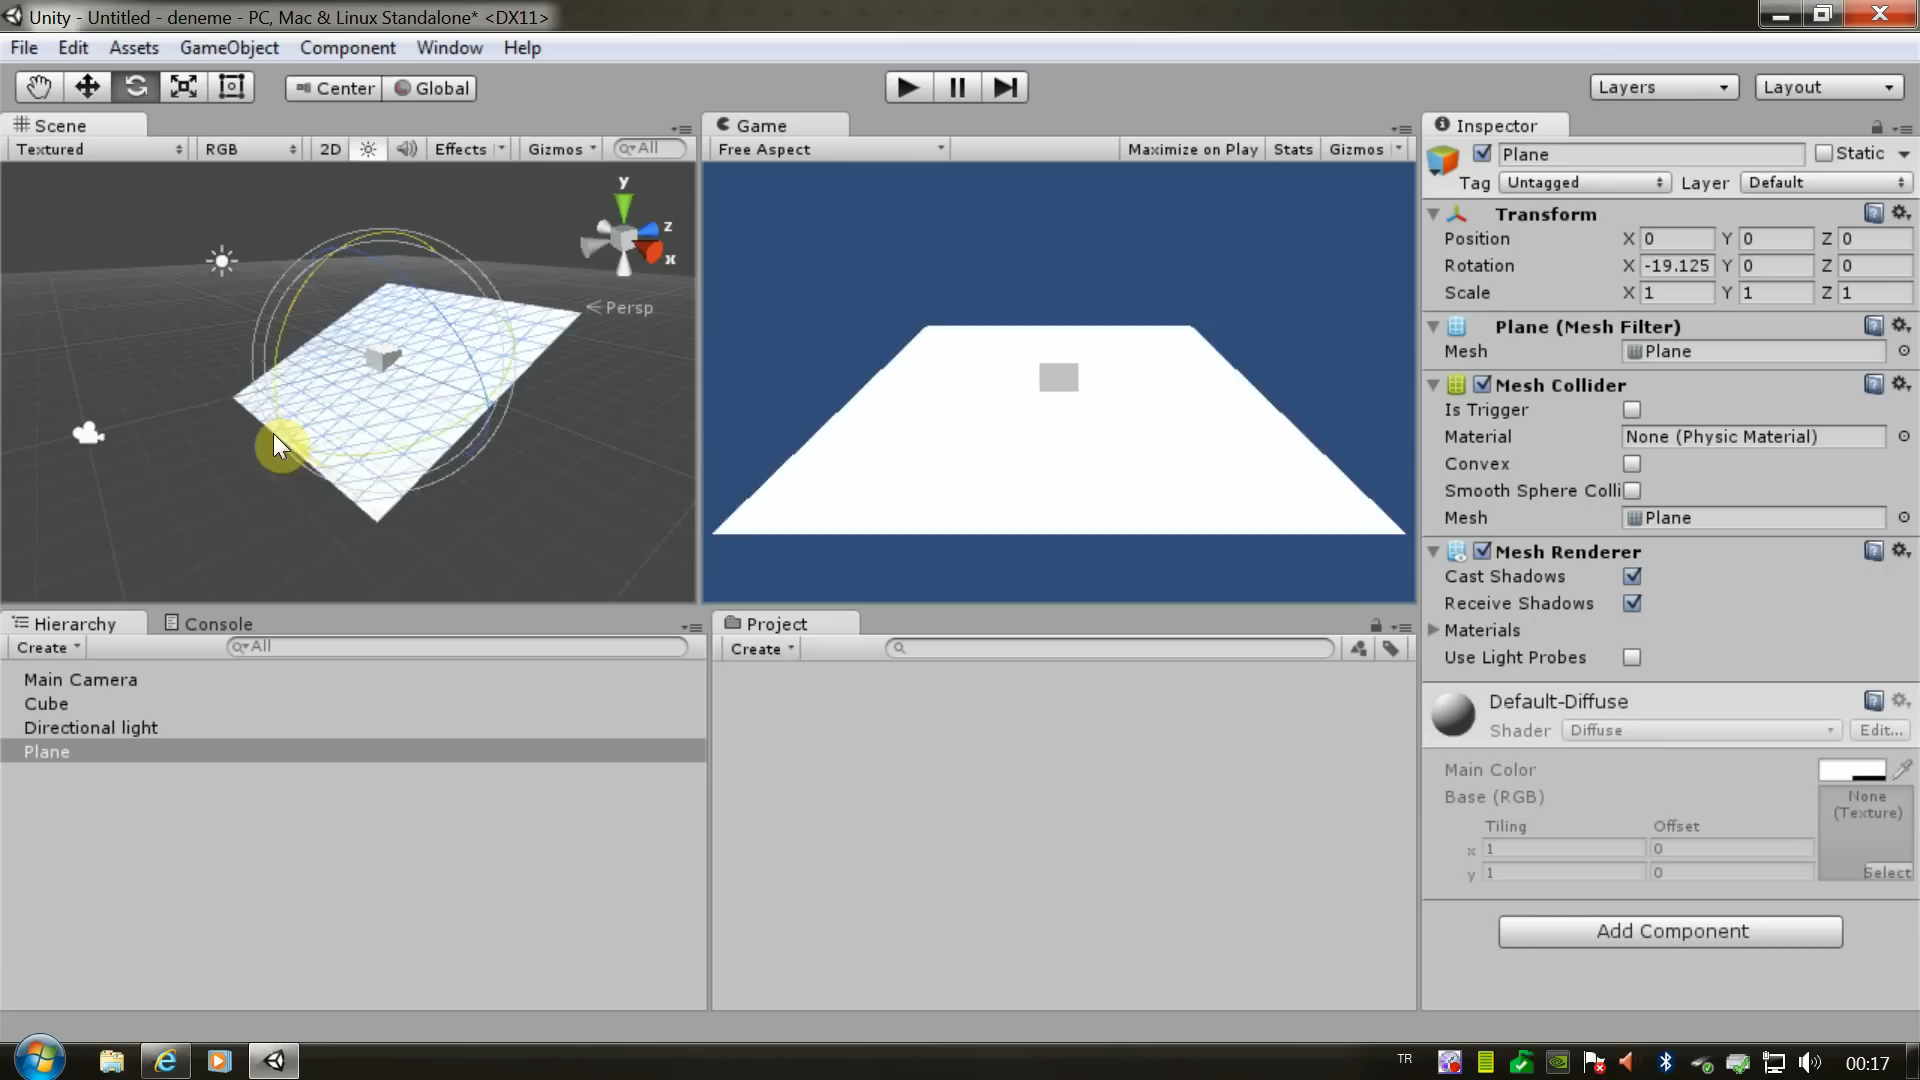 Unity - Untitled - deneme - PC, Mac & Linux Standalone* <DX11>
File Edit Assets GameObject Component Window Help
Center Global Layers Layout
Scene
Textured RGB 2D Effects Gizmos All
y
z
x
Persp
Game
Free Aspect Maximize on Play Stats Gizmos
Inspector
Plane Static
Tag Untagged Layer Default
Transform
Position X 0 Y 0 Z 0
Rotation X -19.125 Y 0 Z 0
Scale X 1 Y 1 Z 1
Plane (Mesh Filter)
Mesh Plane
Mesh Collider
Is Trigger
Material None (Physic Material)
Convex
Smooth Sphere Colli
Mesh Plane
Mesh Renderer
Cast Shadows
Receive Shadows
Materials
Use Light Probes
Default-Diffuse
Shader Diffuse Edit...
Main Color
Base (RGB)
None
(Texture)
Tiling Offset
x 1 0
y 1 0
Select
Add Component
Hierarchy Console
Create All
Main Camera
Cube
Directional light
Plane
Project
Create
TR 00:17